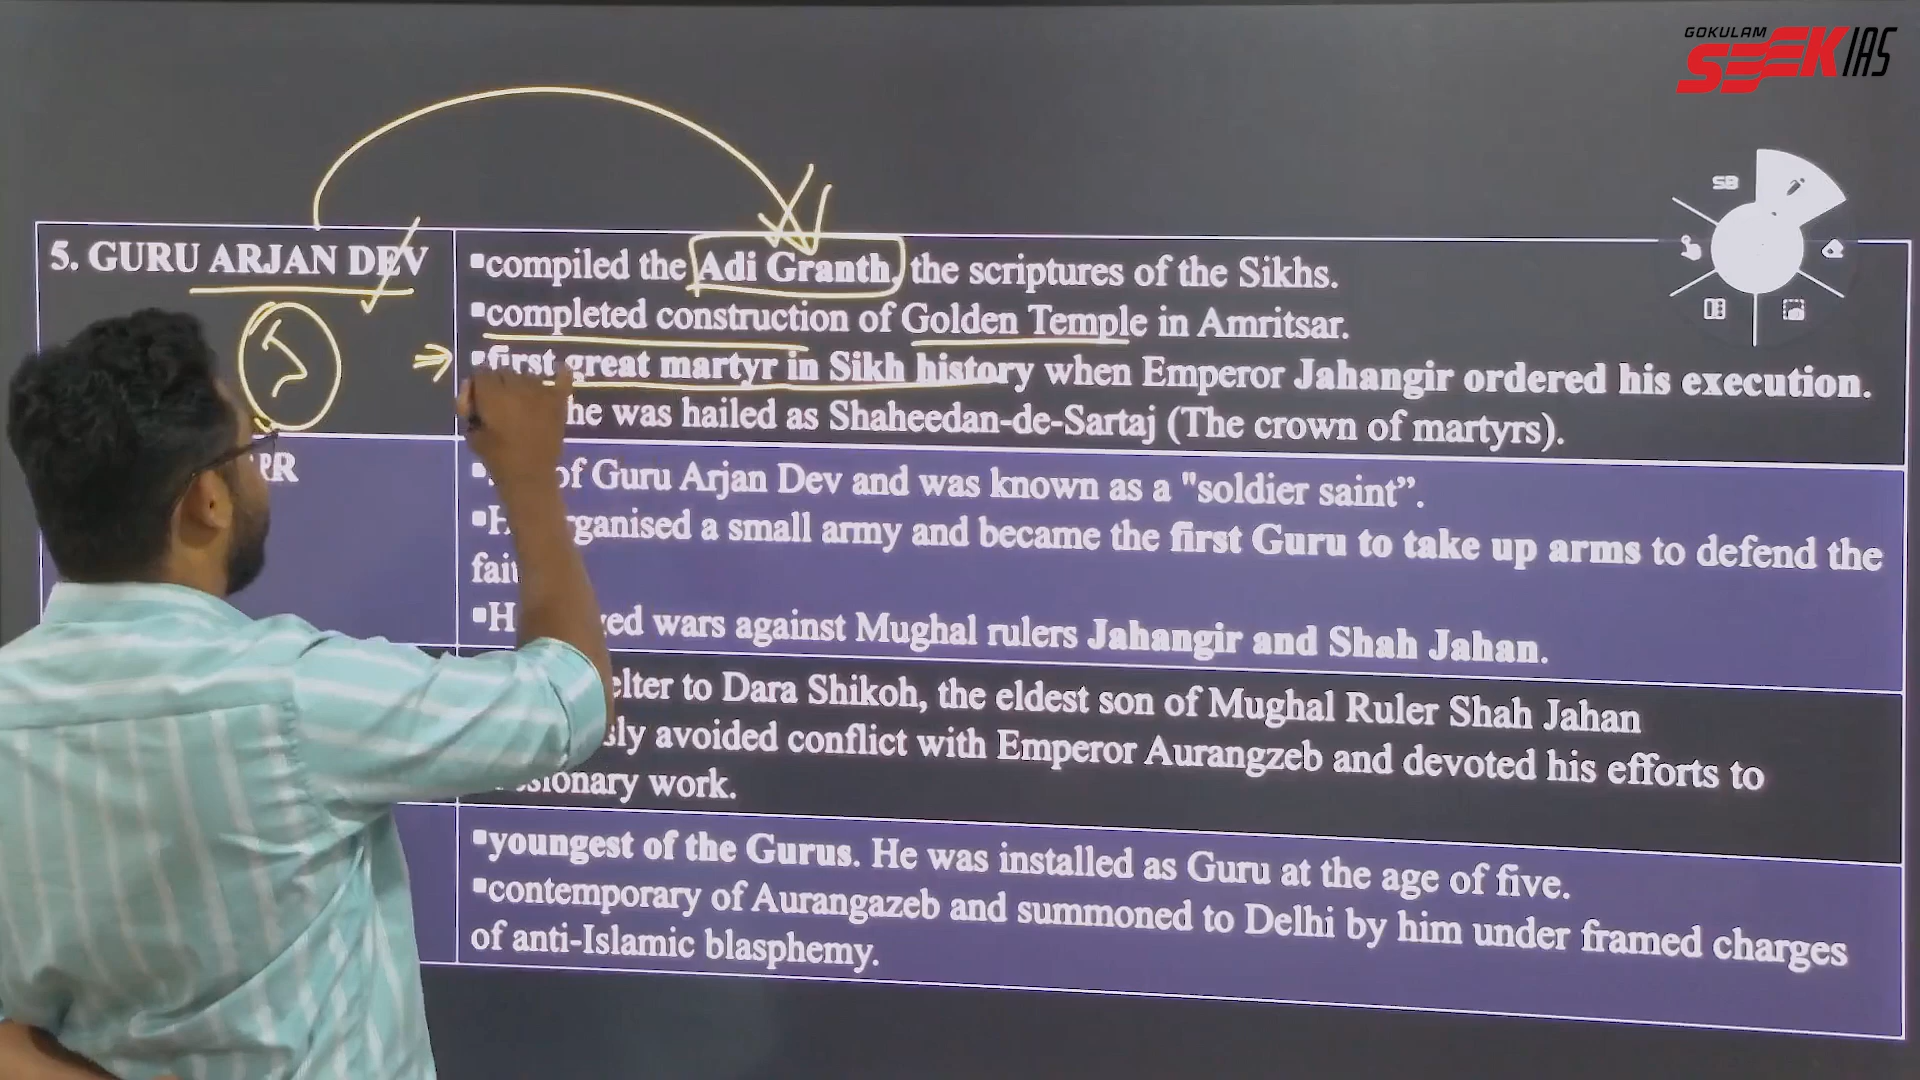 GOKULAM
SEEK IAS
SB
5. GURU ARJAN DEV
5
▪compiled the Adi Granth, the scriptures of the Sikhs.
▪completed construction of Golden Temple in Amritsar.
▪first great martyr in Sikh history when Emperor Jahangir ordered his execution.
he was hailed as Shaheedan-de-Sartaj (The crown of martyrs).
▪ of Guru Arjan Dev and was known as a "soldier saint”.
▪ a small army and became the first Guru to take up arms to defend the
▪ wars against Mughal rulers Jahangir and Shah Jahan.
to Dara Shikoh, the eldest son of Mughal Ruler Shah Jahan
avoided conflict with Emperor Aurangzeb and devoted his efforts to
work.
▪youngest of the Gurus. He was installed as Guru at the age of five.
▪contemporary of Aurangazeb and summoned to Delhi by him under framed charges
of anti-Islamic blasphemy.